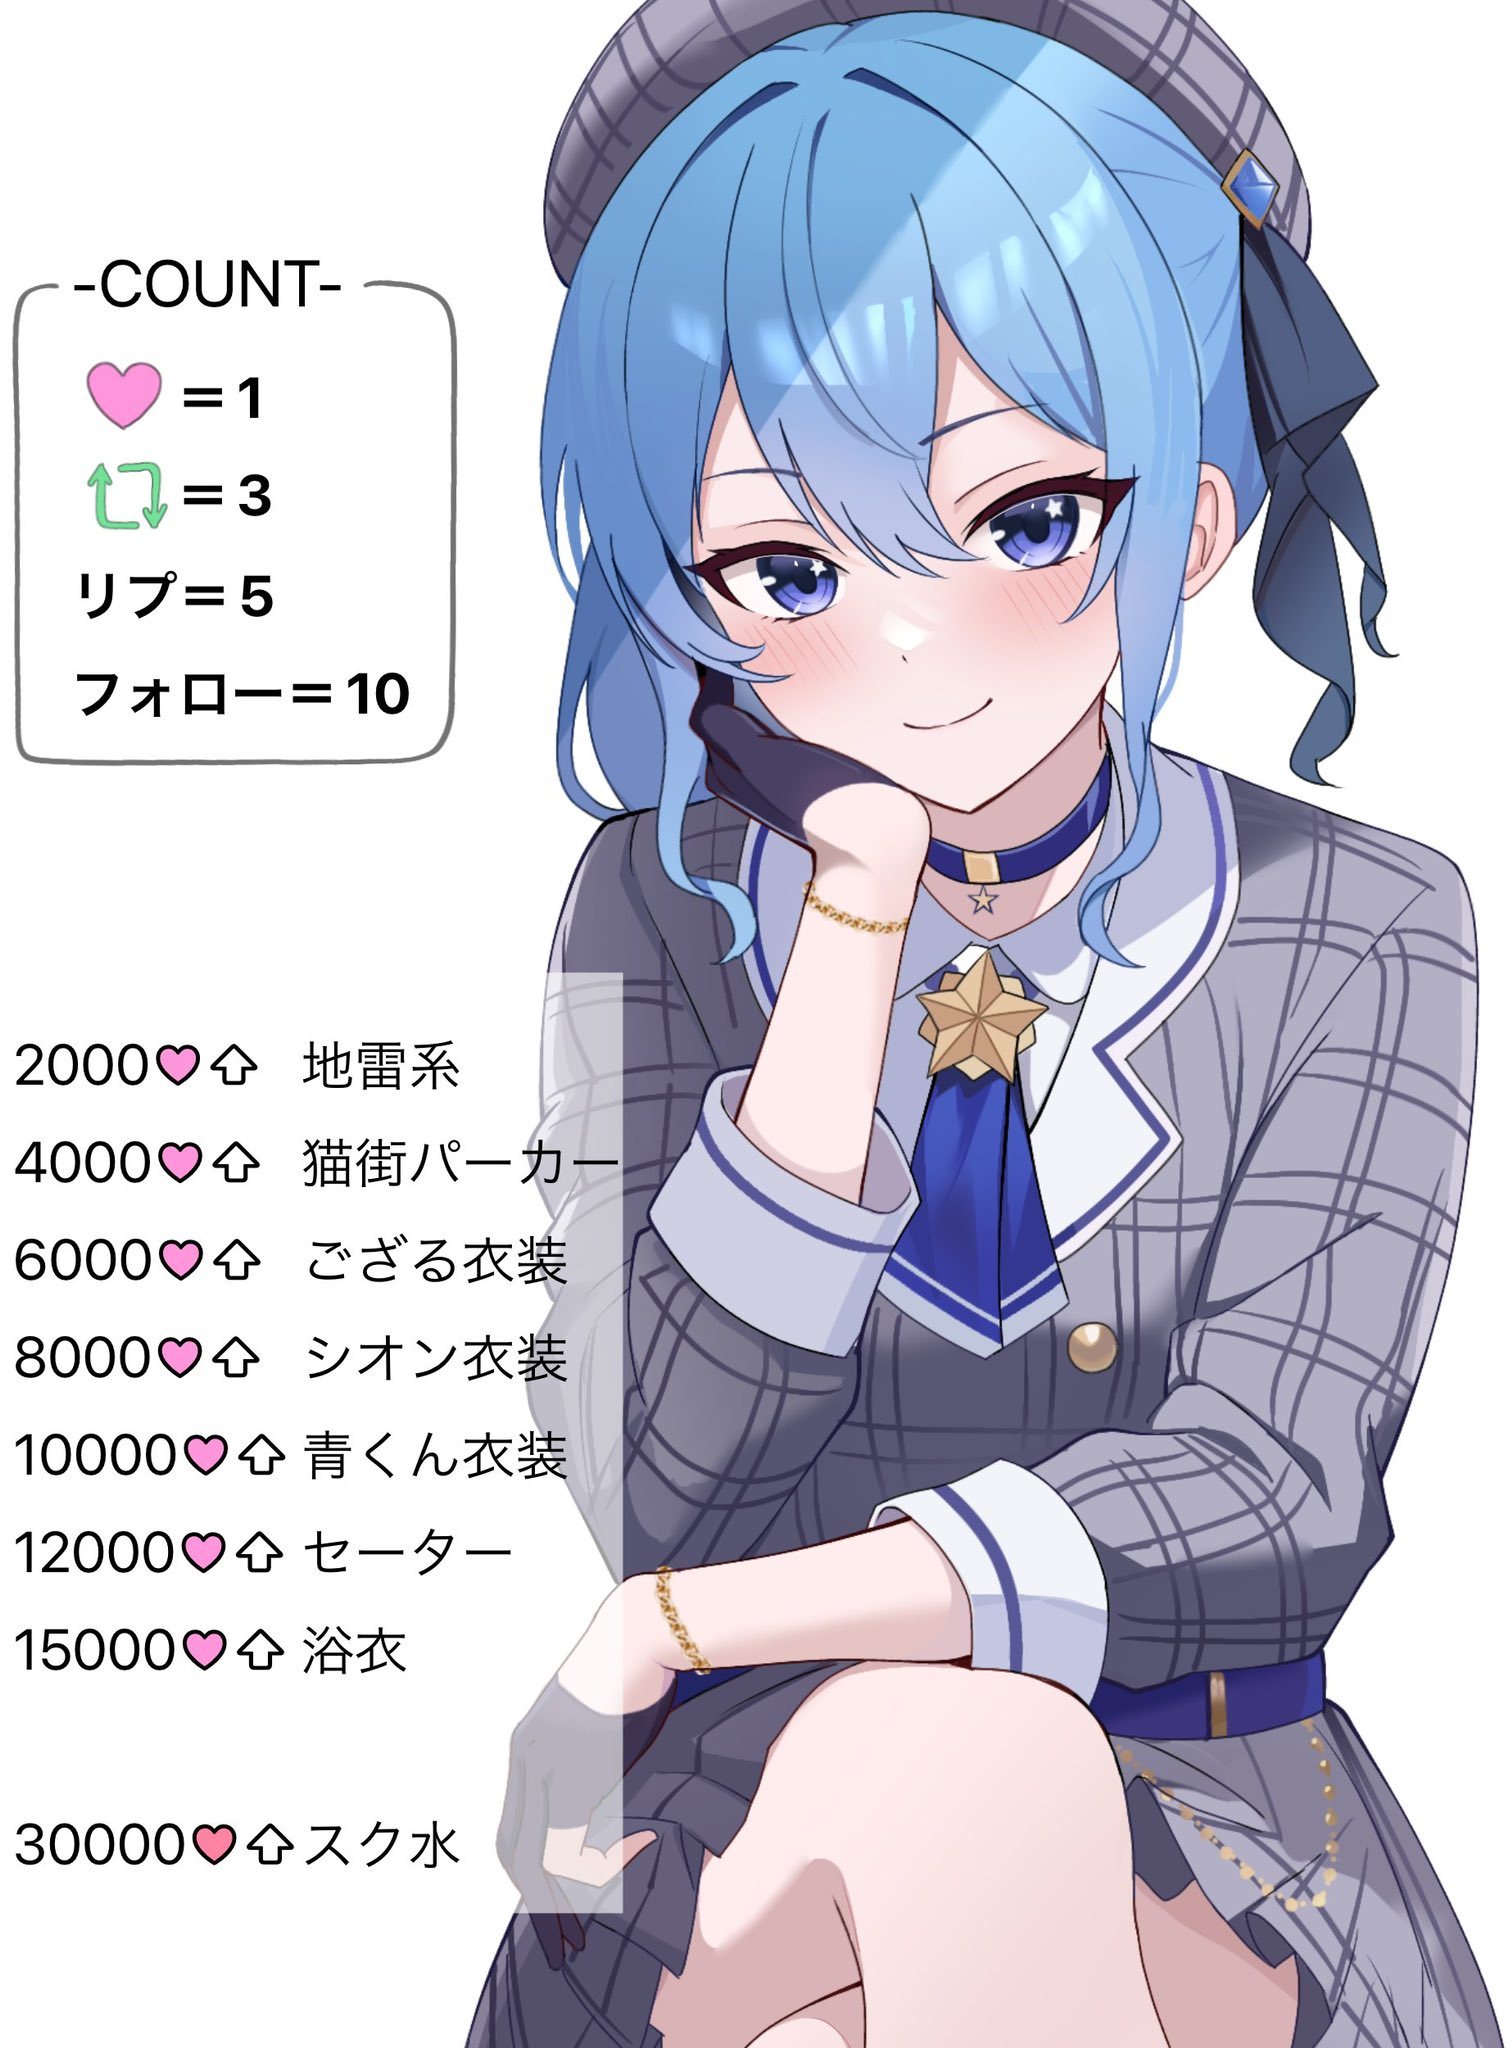 -COUNT-
♥=1
🔁=3
リプ=5
フォロー=10
2000♥⇧ 地雷系
4000♥⇧ 猫街パーカー
6000♥⇧ ござる衣装
8000♥⇧ シオン衣装
10000♥⇧ 青くん衣装
12000♥⇧ セーター
15000♥⇧ 浴衣
30000♥⇧スク水